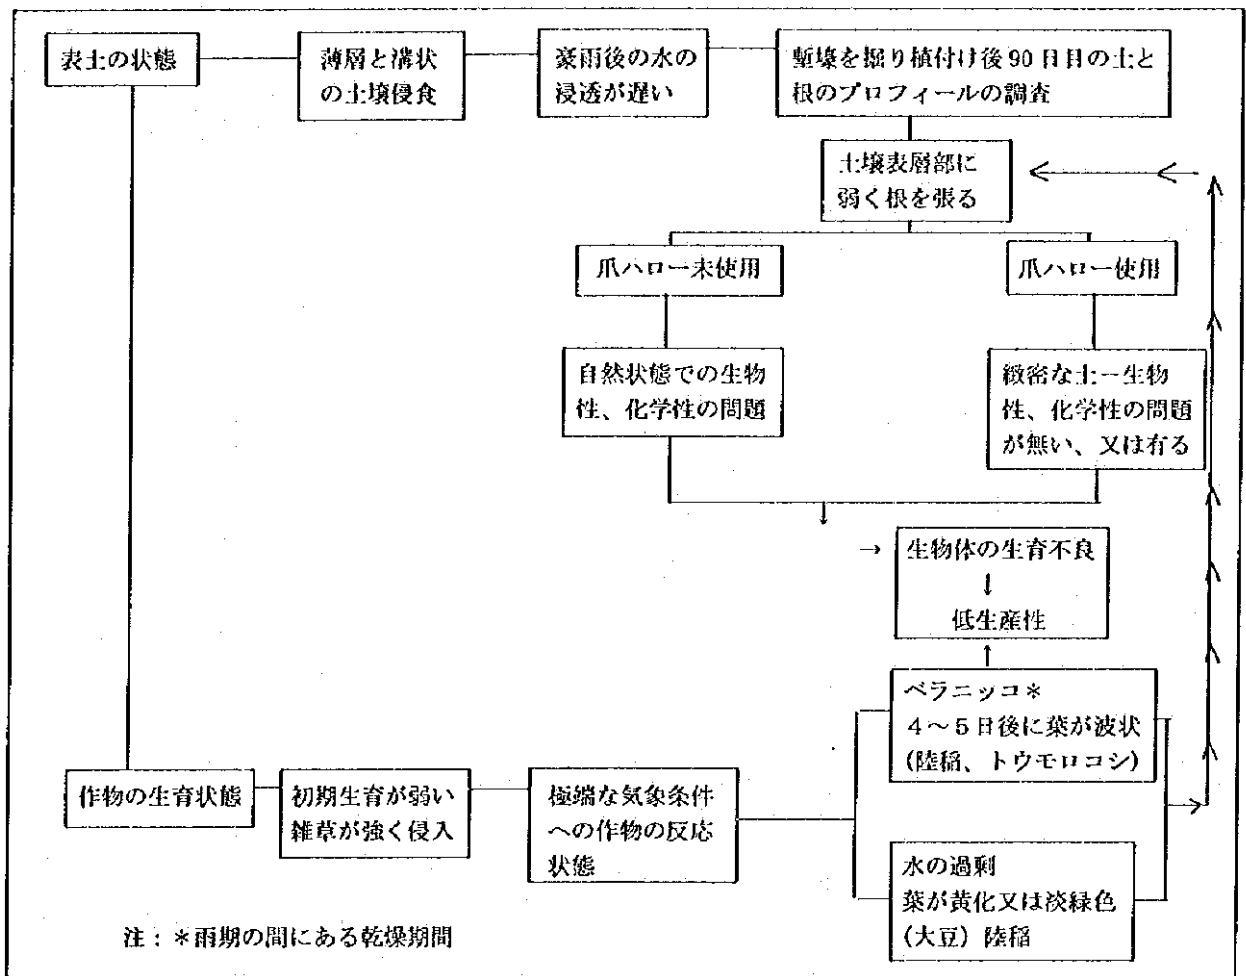 表土の状態
薄層と溝状
の土壌侵食
豪雨後の水の
浸透が遅い
塹壕を掘り植付け後90日目の土と
根のプロフィールの調査
土壌表層部に
弱く根を張る
爪ハロー未使用
爪ハロー使用
自然状態での生物
性、化学性の問題
緻密な土ー生物
性、化学性の問題
が無い、又は有る
→ 生物体の生育不良
↓
低生産性
↑
ベラニッコ*
4〜5日後に葉が波状
(陸稲、トウモロコシ)
作物の生育状態
初期生育が弱い
雑草が強く侵入
極端な気象条件
への作物の反応
状態
水の過剰
葉が黄化又は淡緑色
(大豆) 陸稲
注:*雨期の間にある乾燥期間